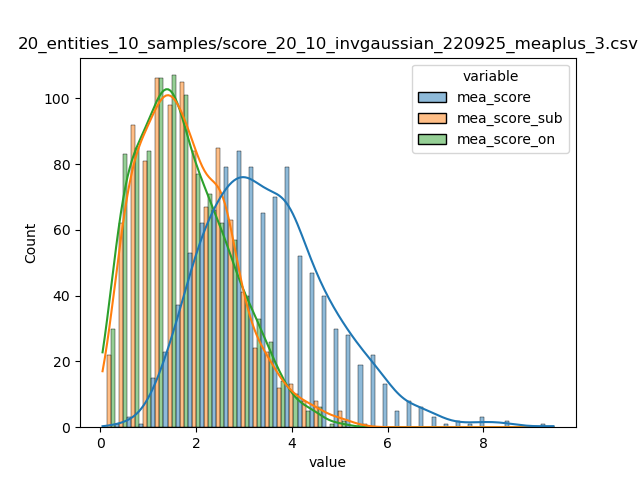 20_entities_10_samples/score_20_10_invgaussian_220925_meaplus_3.csv
variable
mea_score
mea_score_sub
mea_score_on
Count
100
80
60
40
20
0
0 2 4 6 8
value